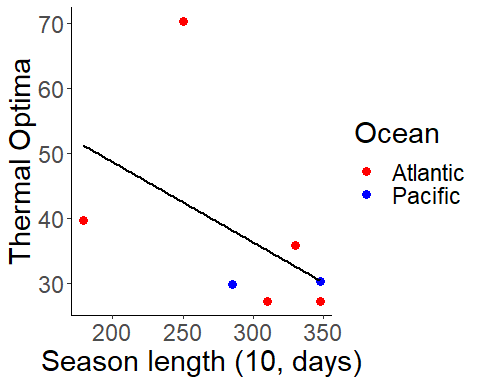 70
60
50
40
30
Thermal Optima
200 250 300 350
Season length (10, days)
Ocean
Atlantic
Pacific